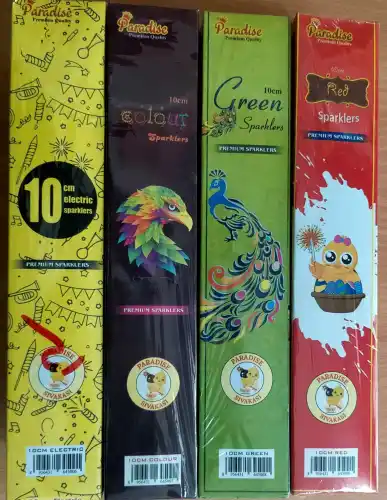 Paradise
Premium Quality
10
cm
electric
sparklers
PREMIUM SPARKLERS
PARADISE
SIVAKASI
10CM ELECTRIC
Paradise
Premium Quality
10cm
colour
Sparklers
PREMIUM SPARKLERS
PARADISE
SIVAKASI
10CM COLOUR
Paradise
Premium Quality
10cm
Green
Sparklers
PREMIUM SPARKLERS
PARADISE
SIVAKASI
10CM GREEN
Paradise
Premium Quality
Red
Sparklers
PREMIUM SPARKLERS
PARADISE
SIVAKASI
10CM RED